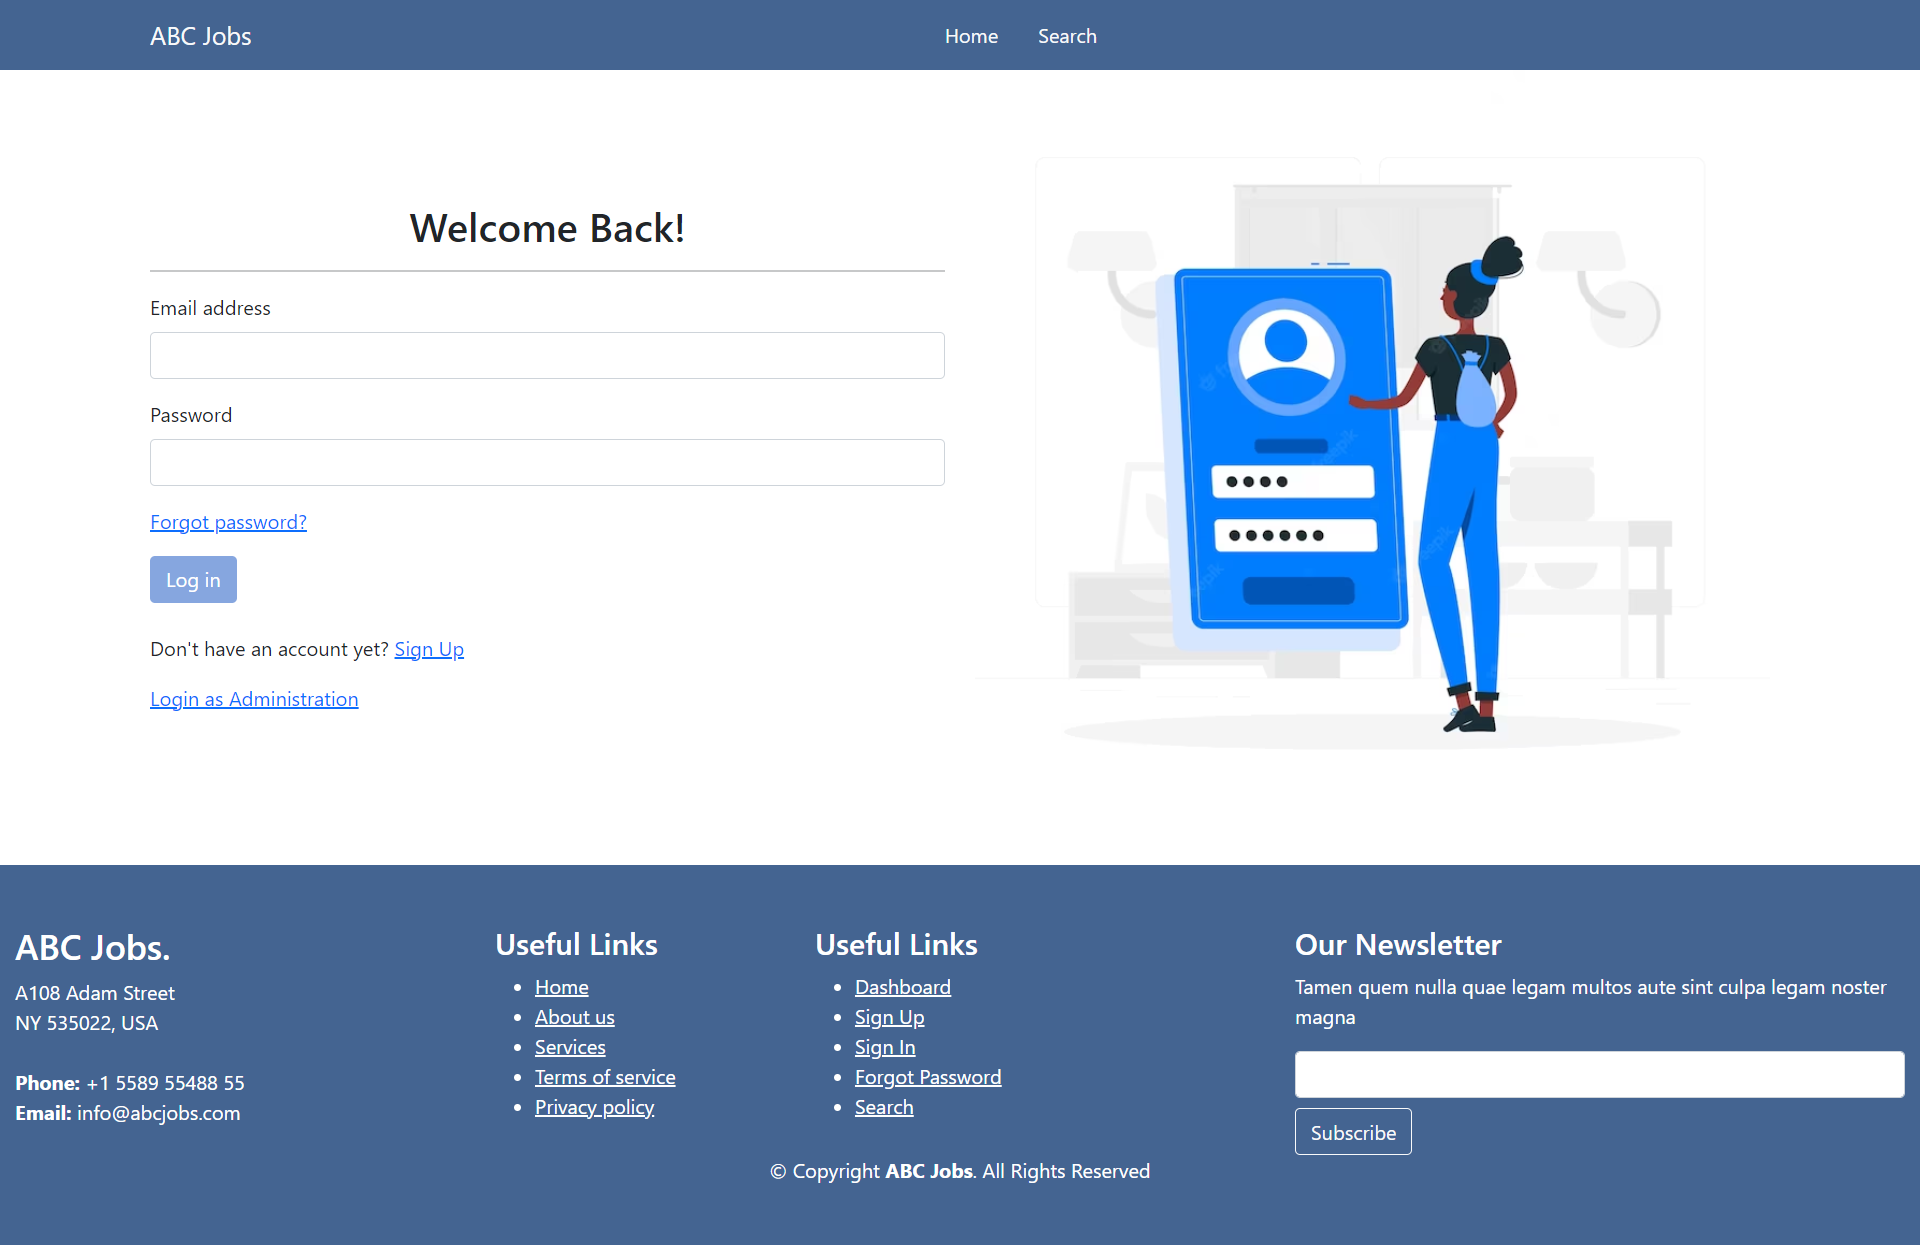 ABC Jobs
Home
Search
Welcome Back!
Email address
Password
Forgot password?
Log in
Don't have an account yet? Sign Up
Login as Administration
ABC Jobs.
A108 Adam Street
NY 535022, USA
Phone: +1 5589 55488 55
Email: info@abcjobs.com
Useful Links
Home
About us
Services
Terms of service
Privacy policy
Useful Links
Dashboard
Sign Up
Sign In
Forgot Password
Search
Our Newsletter
Tamen quem nulla quae legam multos aute sint culpa legam noster
magna
Subscribe
© Copyright ABC Jobs. All Rights Reserved